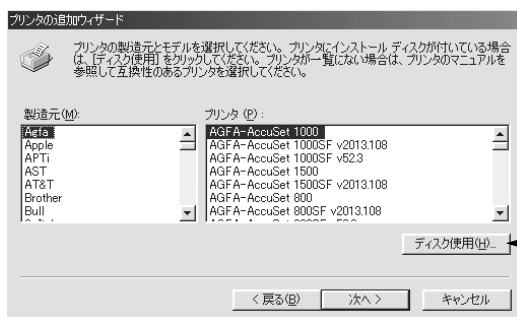 プリンタの追加ウィザード
プリンタの製造元とモデルを選択してください。プリンタにインストール ディスクが付いている場合
は、[ディスク使用] をクリックしてください。プリンタが一覧にない場合は、プリンタのマニュアルを
参照して互換性のあるプリンタを選択してください。
製造元(M):
プリンタ (P) :
Agfa
Apple
APTi
AST
AT&T
Brother
Bull
AGFA-AccuSet 1000
AGFA-AccuSet 1000SF v2013.108
AGFA-AccuSet 1000SF v52.3
AGFA-AccuSet 1500
AGFA-AccuSet 1500SF v2013.108
AGFA-AccuSet 800
AGFA-AccuSet 800SF v2013.108
ディスク使用(H)...
< 戻る(B)
次へ >
キャンセル